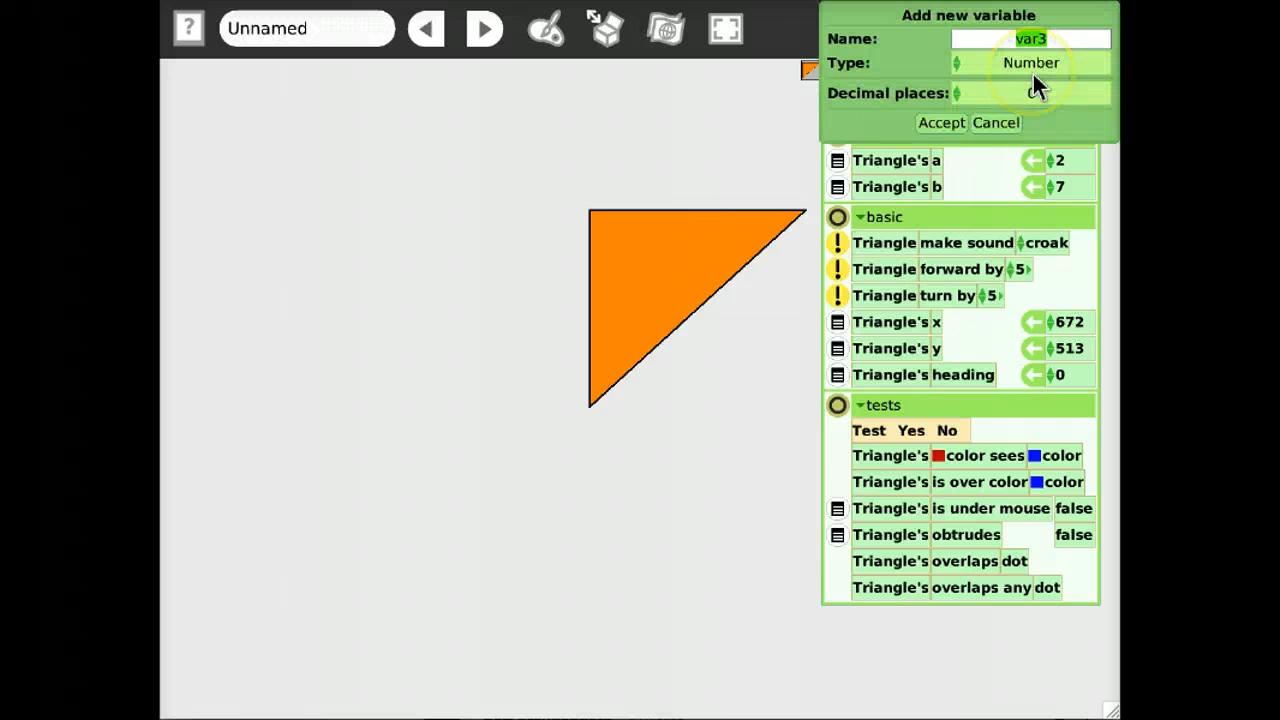 ?
Unnamed
Add new variable
Name: var3
Type: Number
Decimal places:
Accept Cancel
Triangle's a 2
Triangle's b 7
basic
! Triangle make sound croak
! Triangle forward by 5
! Triangle turn by 5
Triangle's x 672
Triangle's y 513
Triangle's heading 0
tests
Test Yes No
Triangle's color sees color
Triangle's is over color color
Triangle's is under mouse false
Triangle's obtrudes false
Triangle's overlaps dot
Triangle's overlaps any dot